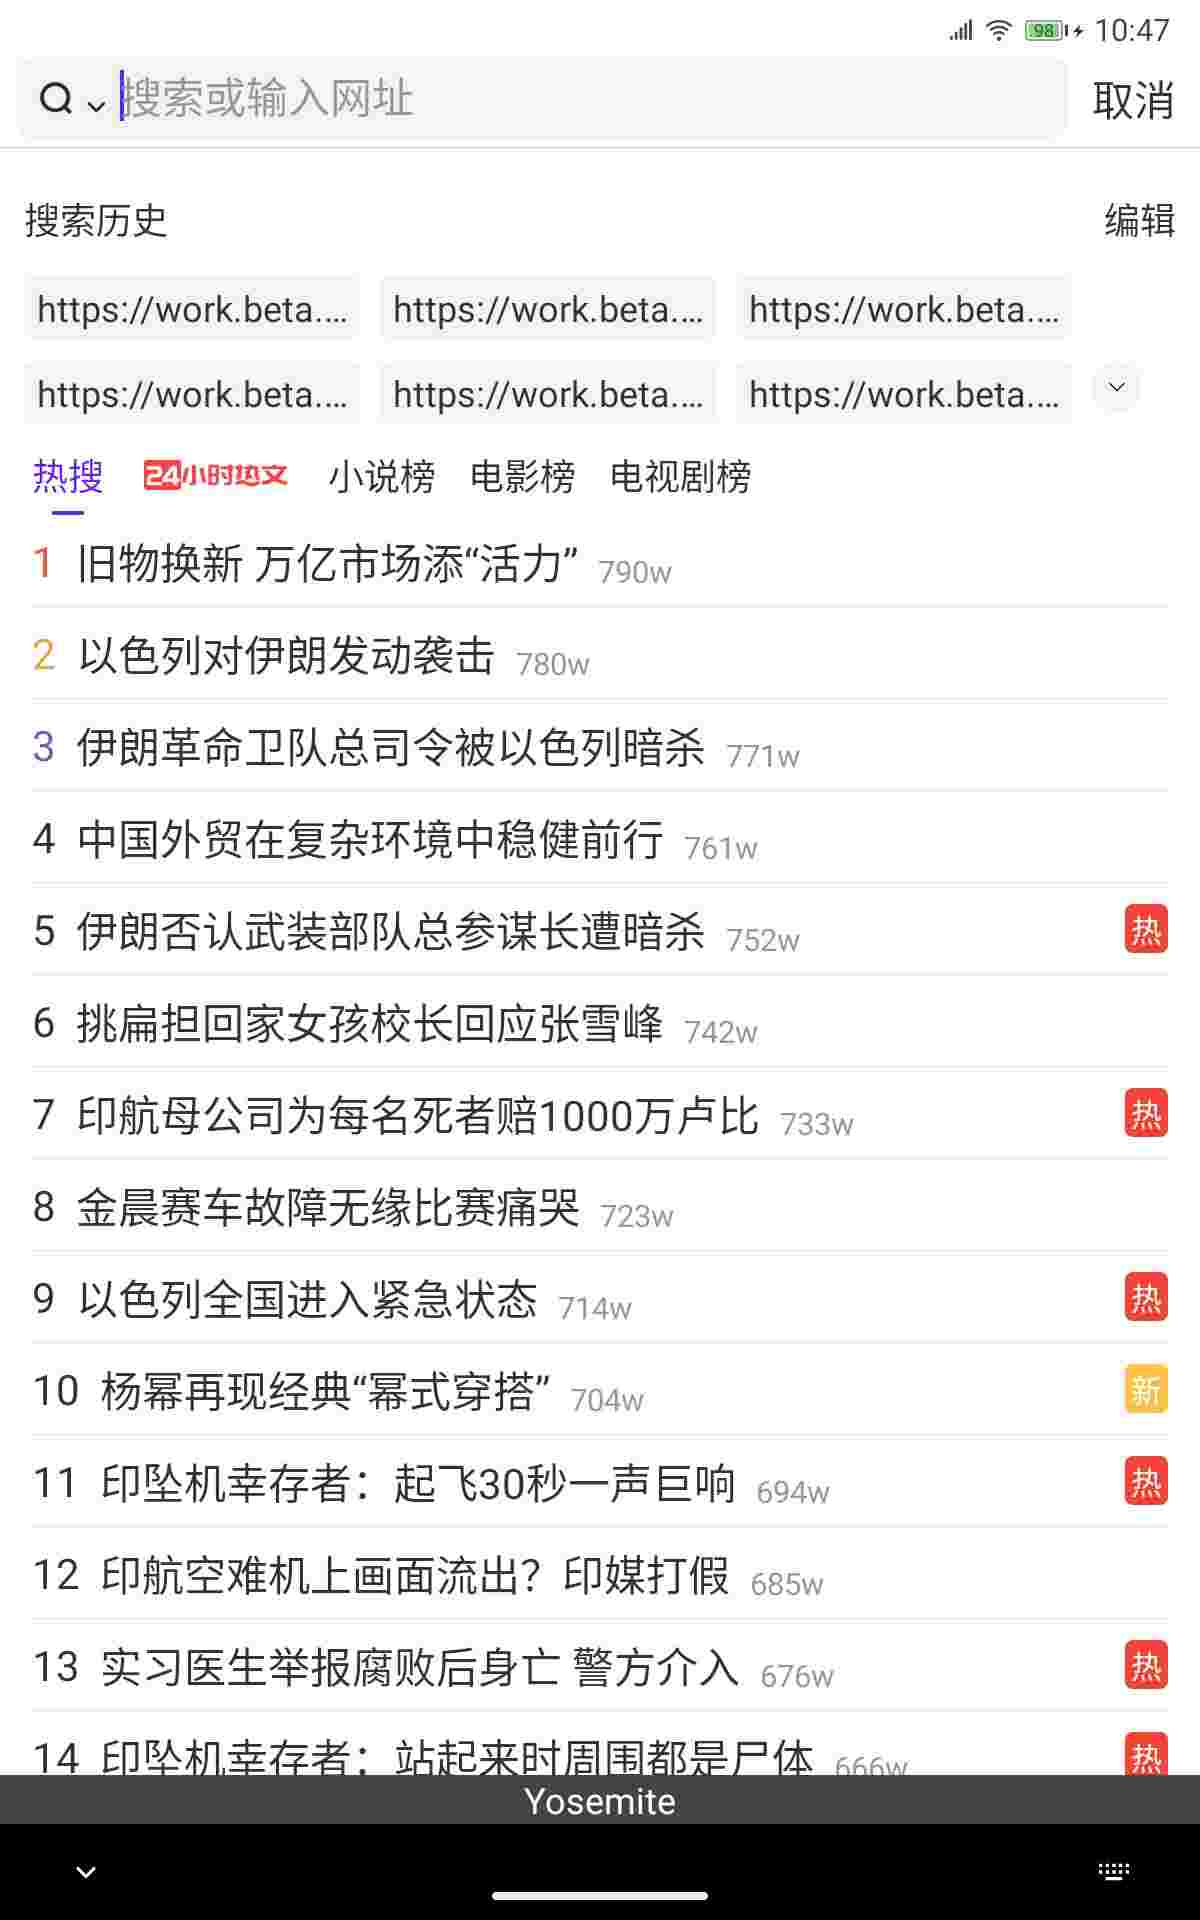 98 10:47
搜索或输入网址 取消
搜索历史 编辑
https://work.beta.... https://work.beta.... https://work.beta....
https://work.beta.... https://work.beta.... https://work.beta....
热搜 24小时热文 小说榜 电影榜 电视剧榜
1 旧物换新 万亿市场添“活力” 790w
2 以色列对伊朗发动袭击 780w
3 伊朗革命卫队总司令被以色列暗杀 771w
4 中国外贸在复杂环境中稳健前行 761w
5 伊朗否认武装部队总参谋长遭暗杀 752w 热
6 挑扁担回家女孩校长回应张雪峰 742w
7 印航母公司为每名死者赔1000万卢比 733w 热
8 金晨赛车故障无缘比赛痛哭 723w
9 以色列全国进入紧急状态 714w 热
10 杨幂再现经典“幂式穿搭” 704w 新
11 印坠机幸存者：起飞30秒一声巨响 694w 热
12 印航空难机上画面流出？印媒打假 685w
13 实习医生举报腐败后身亡 警方介入 676w 热
14 印坠机幸存者：站起来时周围都是尸体 666w 热
Yosemite